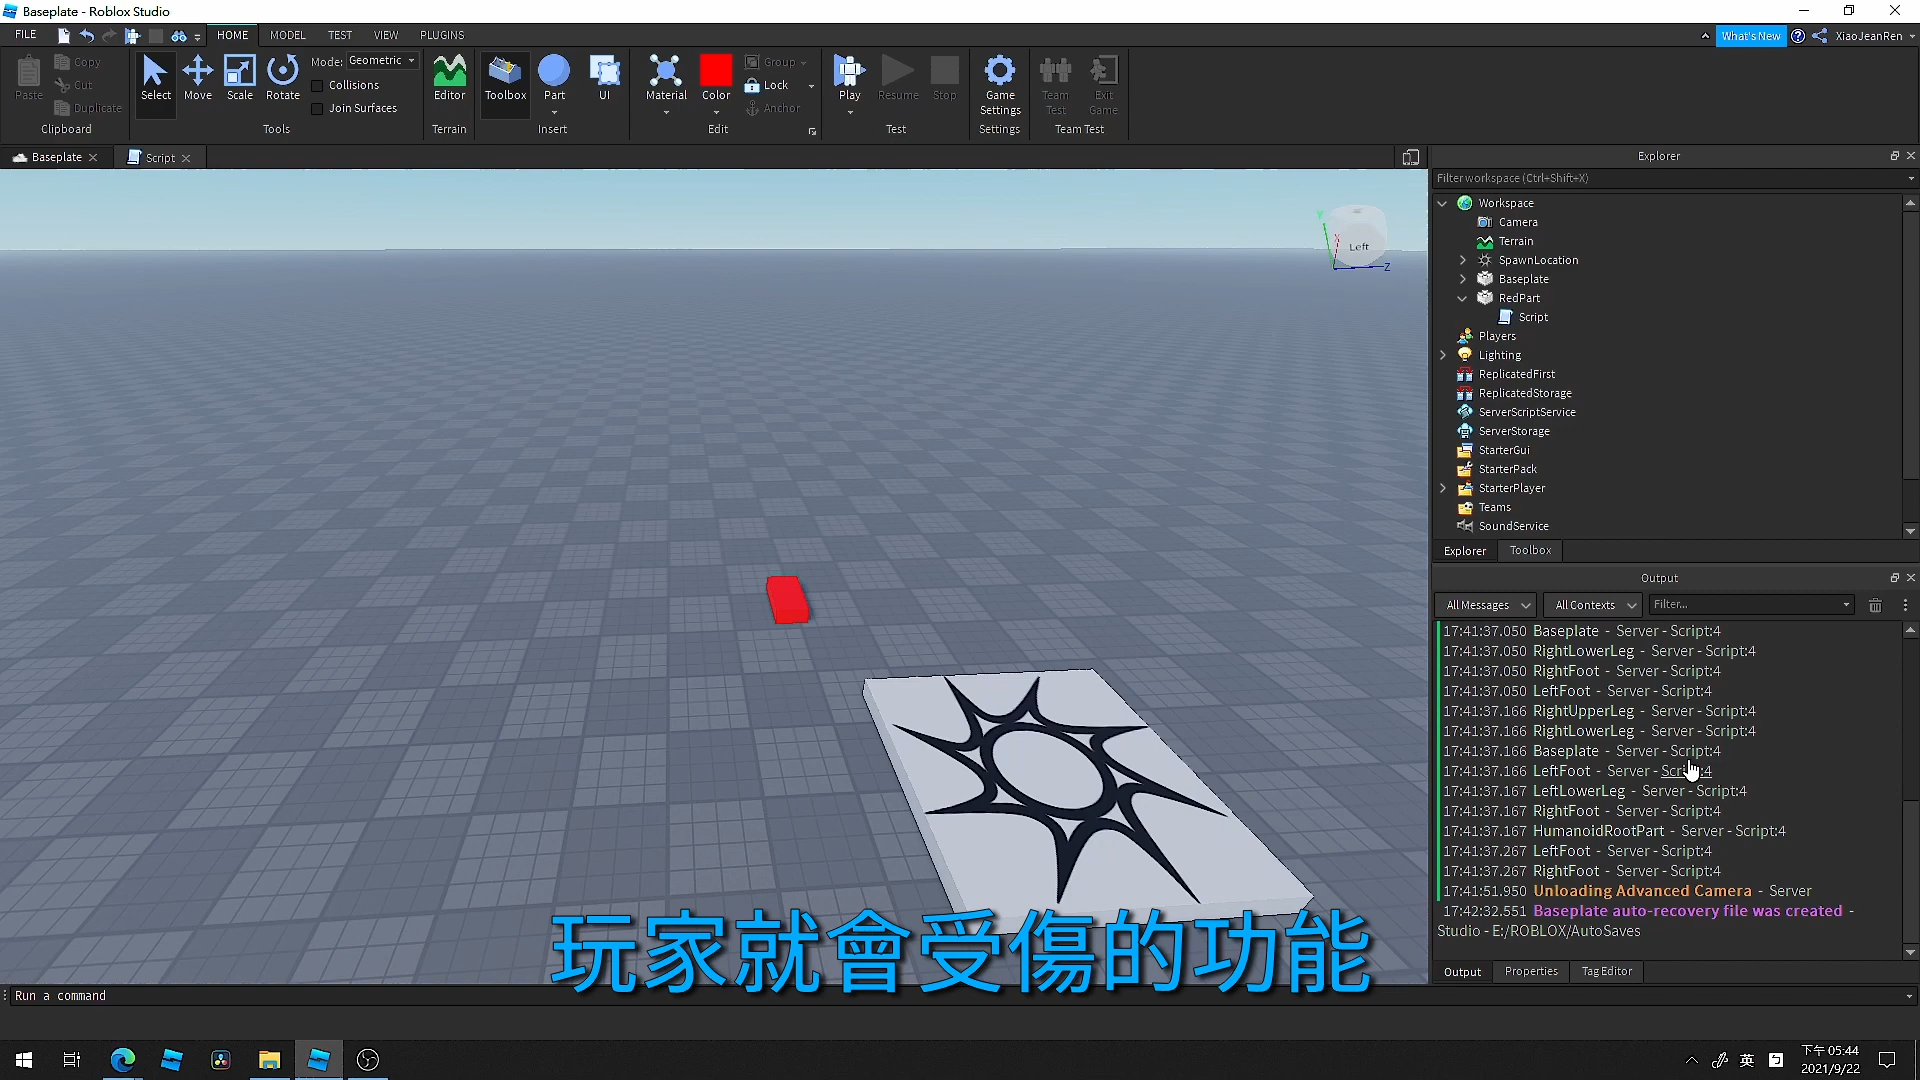 Baseplate - Roblox Studio
FILE
HOME
MODEL
TEST
VIEW
PLUGINS
What's New
XiaoJeanRen
Paste
Copy
Cut
Duplicate
Clipboard
Select
Move
Scale
Rotate
Mode: Geometric
Collisions
Join Surfaces
Tools
Editor
Terrain
Toolbox
Part
UI
Insert
Material
Color
Group
Lock
Anchor
Edit
Play
Resume
Stop
Test
Game Settings
Settings
Team Test
Exit Game
Team Test
Baseplate
Script
Left
Y
X
Z
Explorer
Filter workspace (Ctrl+Shift+X)
Workspace
Camera
Terrain
SpawnLocation
Baseplate
RedPart
Script
Players
Lighting
ReplicatedFirst
ReplicatedStorage
ServerScriptService
ServerStorage
StarterGui
StarterPack
StarterPlayer
Teams
SoundService
Explorer
Toolbox
Output
All Messages
All Contexts
Filter...
17:41:37.050 Baseplate - Server - Script:4
17:41:37.050 RightLowerLeg - Server - Script:4
17:41:37.050 RightFoot - Server - Script:4
17:41:37.050 LeftFoot - Server - Script:4
17:41:37.166 RightUpperLeg - Server - Script:4
17:41:37.166 RightLowerLeg - Server - Script:4
17:41:37.166 Baseplate - Server - Script:4
17:41:37.166 LeftFoot - Server - Script:4
17:41:37.167 LeftLowerLeg - Server - Script:4
17:41:37.167 RightFoot - Server - Script:4
17:41:37.167 HumanoidRootPart - Server - Script:4
17:41:37.267 LeftFoot - Server - Script:4
17:41:37.267 RightFoot - Server - Script:4
17:41:51.950 Unloading Advanced Camera - Server
17:42:32.551 Baseplate auto-recovery file was created -
Studio - E:/ROBLOX/AutoSaves
Output
Properties
Tag Editor
玩家就會受傷的功能
Run a command
英
下午 05:44
2021/9/22